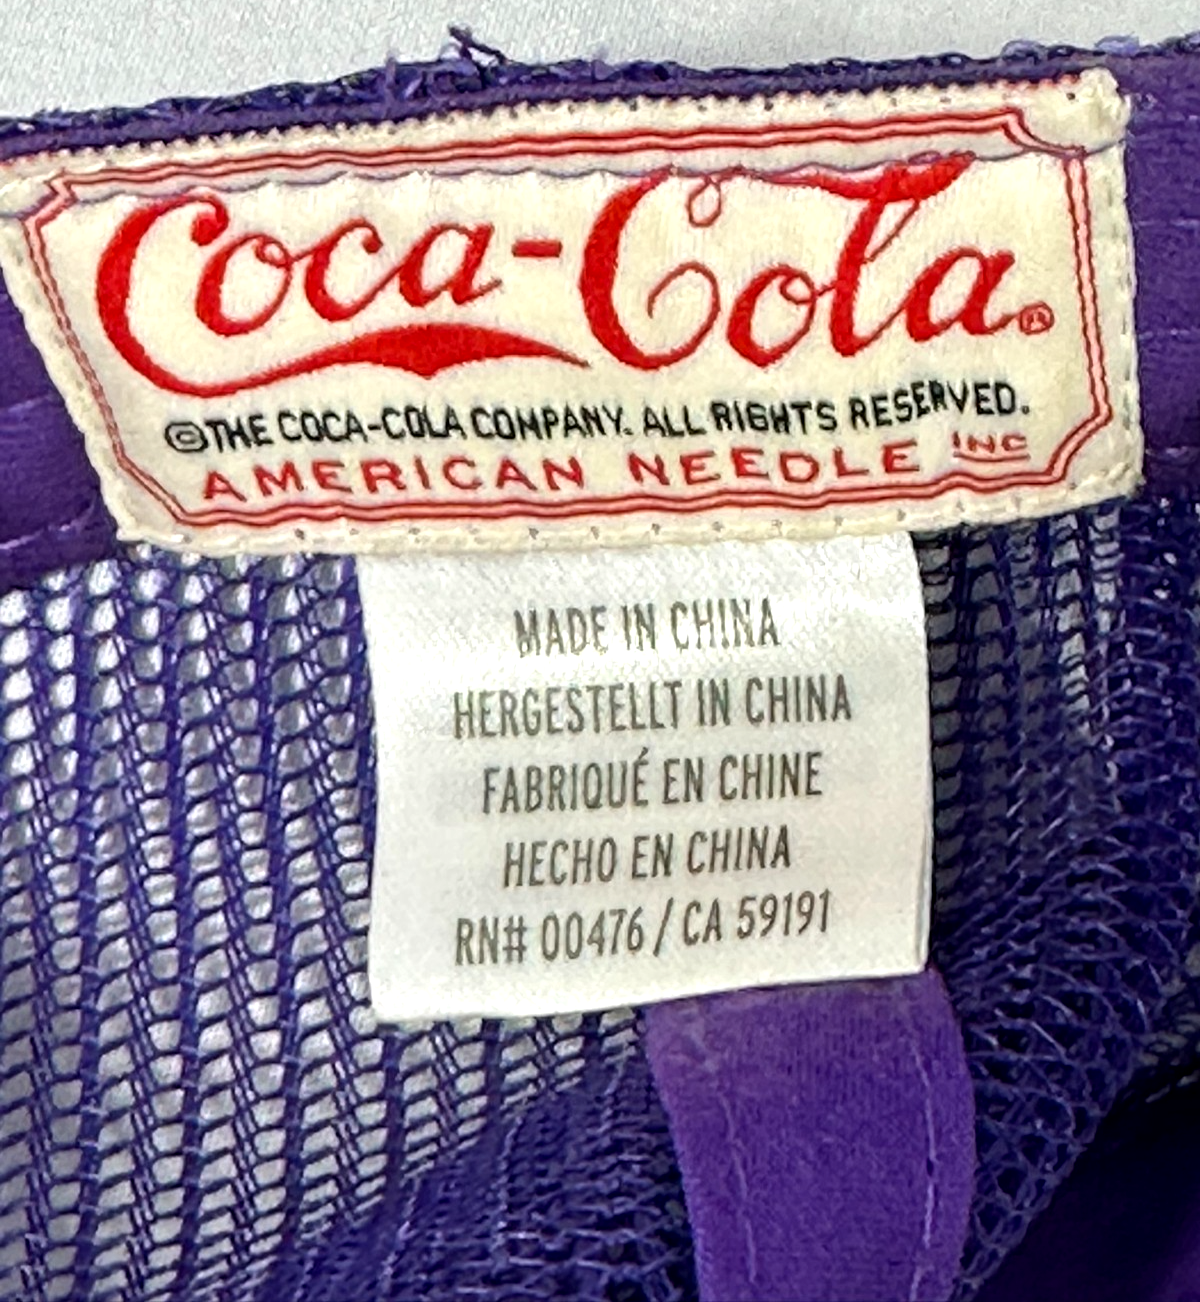 Coca-Cola®
©THE COCA-COLA COMPANY. ALL RIGHTS RESERVED.
AMERICAN NEEDLE INC
MADE IN CHINA
HERGESTELLT IN CHINA
FABRIQUÉ EN CHINE
HECHO EN CHINA
RN# 00476 / CA 59191